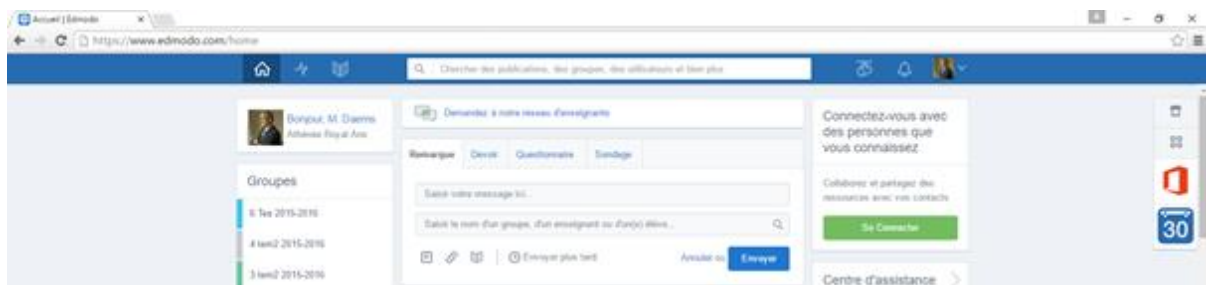 Accueil | Edmodo
https://www.edmodo.com/home
Chercher des publications, des groupes, des utilisateurs et bien plus
Bonjour, M. Daems
Athénée Royal Ans
Groupes
6 Tea 2015-2016
4 tem2 2015-2016
3 tem2 2015-2016
Demandez à notre réseau d'enseignants
Remarque Devoir Questionnaire Sondage
Saisir votre message ici...
Saisir le nom d'un groupe, d'un enseignant ou d'un(e) élève...
Envoyer plus tard Annuler ou Envoyer
Connectez-vous avec
des personnes que
vous connaissez
Collaborez et partagez des
ressources avec vos contacts
Se Connecter
Centre d'assistance
30